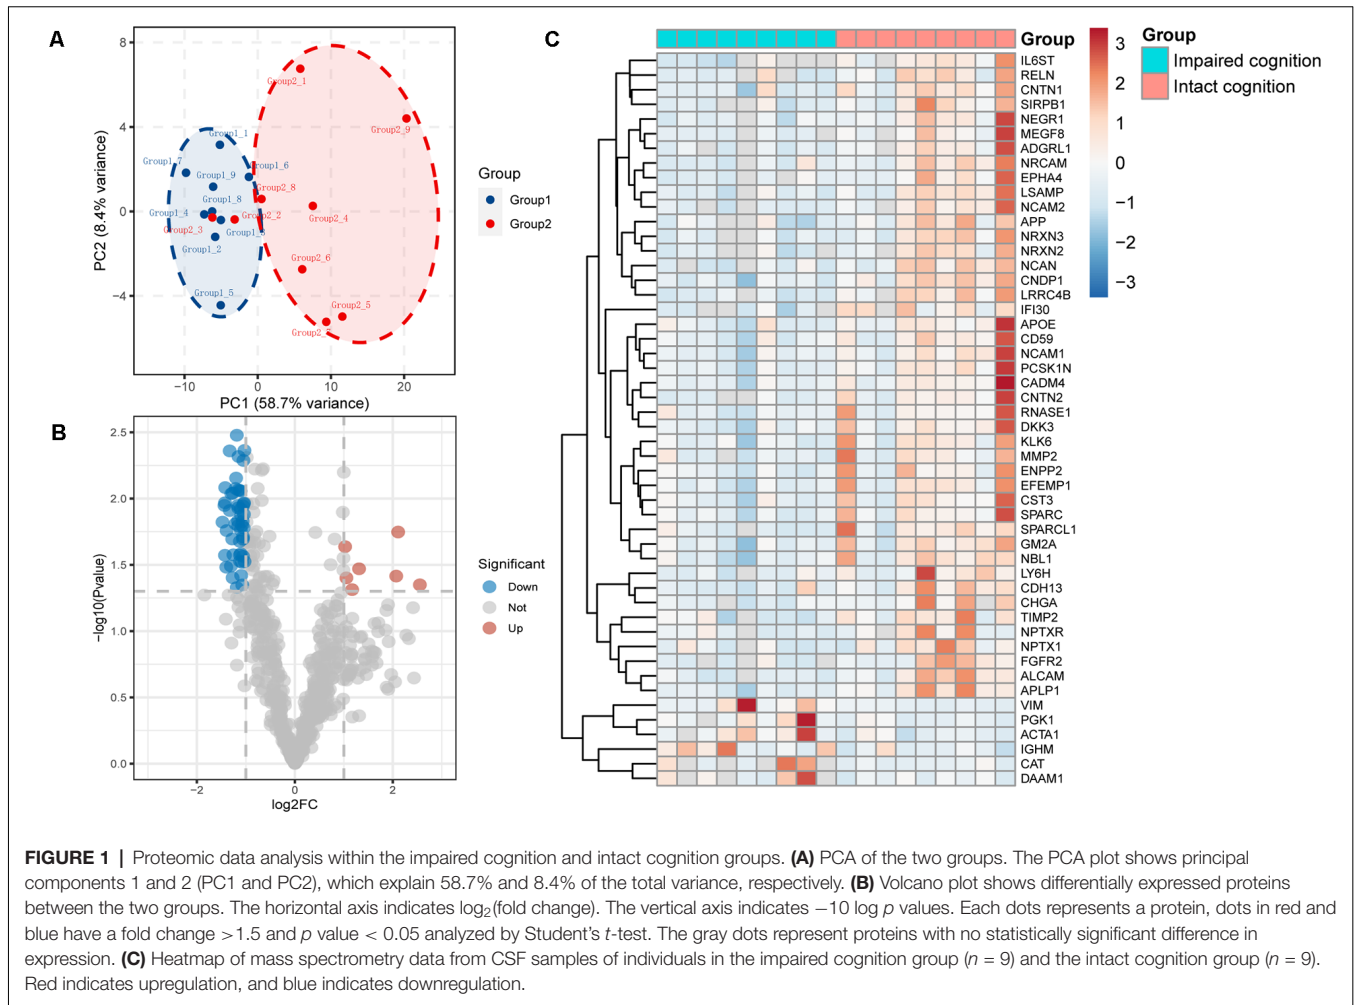 A
8
4
0
−4
PC2 (8.4% variance)
−10
0
10
20
PC1 (58.7% variance)
Group2_1
Group2_9
Group1_1
Group1_7
Group1_6
Group1_9
Group2_8
Group1_8
Group1_4
Group2_2
Group2_4
Group2_3
Group1_3
Group1_2
Group2_6
Group1_5
Group2_5
Group
Group1
Group2
B
2.5
2.0
1.5
1.0
0.5
0.0
−log10(Pvalue)
−2
0
2
log2FC
Significant
Down
Not
Up
C
Group
IL6ST
RELN
CNTN1
SIRPB1
NEGR1
MEGF8
ADGRL1
NRCAM
EPHA4
LSAMP
NCAM2
APP
NRXN3
NRXN2
NCAN
CNDP1
LRRC4B
IFI30
APOE
CD59
NCAM1
PCSK1N
CADM4
CNTN2
RNASE1
DKK3
KLK6
MMP2
ENPP2
EFEMP1
CST3
SPARC
SPARCL1
GM2A
NBL1
LY6H
CDH13
CHGA
TIMP2
NPTXR
NPTX1
FGFR2
ALCAM
APLP1
VIM
PGK1
ACTA1
IGHM
CAT
DAAM1
3
2
1
0
−1
−2
−3
Group
Impaired cognition
Intact cognition
FIGURE 1 | Proteomic data analysis within the impaired cognition and intact cognition groups. (A) PCA of the two groups. The PCA plot shows principal
components 1 and 2 (PC1 and PC2), which explain 58.7% and 8.4% of the total variance, respectively. (B) Volcano plot shows differentially expressed proteins
between the two groups. The horizontal axis indicates log2(fold change). The vertical axis indicates −10 log p values. Each dots represents a protein, dots in red and
blue have a fold change >1.5 and p value < 0.05 analyzed by Student's t-test. The gray dots represent proteins with no statistically significant difference in
expression. (C) Heatmap of mass spectrometry data from CSF samples of individuals in the impaired cognition group (n = 9) and the intact cognition group (n = 9).
Red indicates upregulation, and blue indicates downregulation.